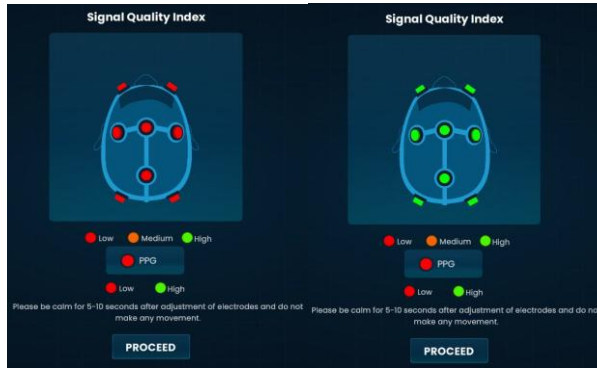 Signal Quality Index
Low Medium High
PPG
Low High
Please be calm for 5-10 seconds after adjustment of electrodes and do not
make any movement.
PROCEED
Signal Quality Index
Low Medium High
PPG
Low High
Please be calm for 5-10 seconds after adjustment of electrodes and do
make any movement.
PROCEED